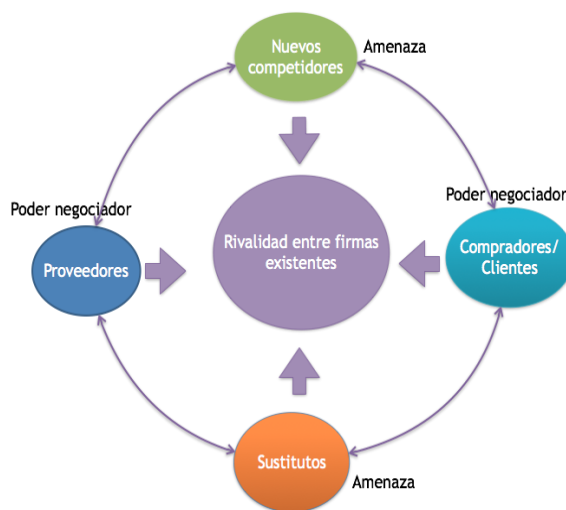 Nuevos
competidores
Amenaza
Poder negociador
Proveedores
Rivalidad entre firmas
existentes
Poder negociador
Compradores/
Clientes
Sustitutos
Amenaza